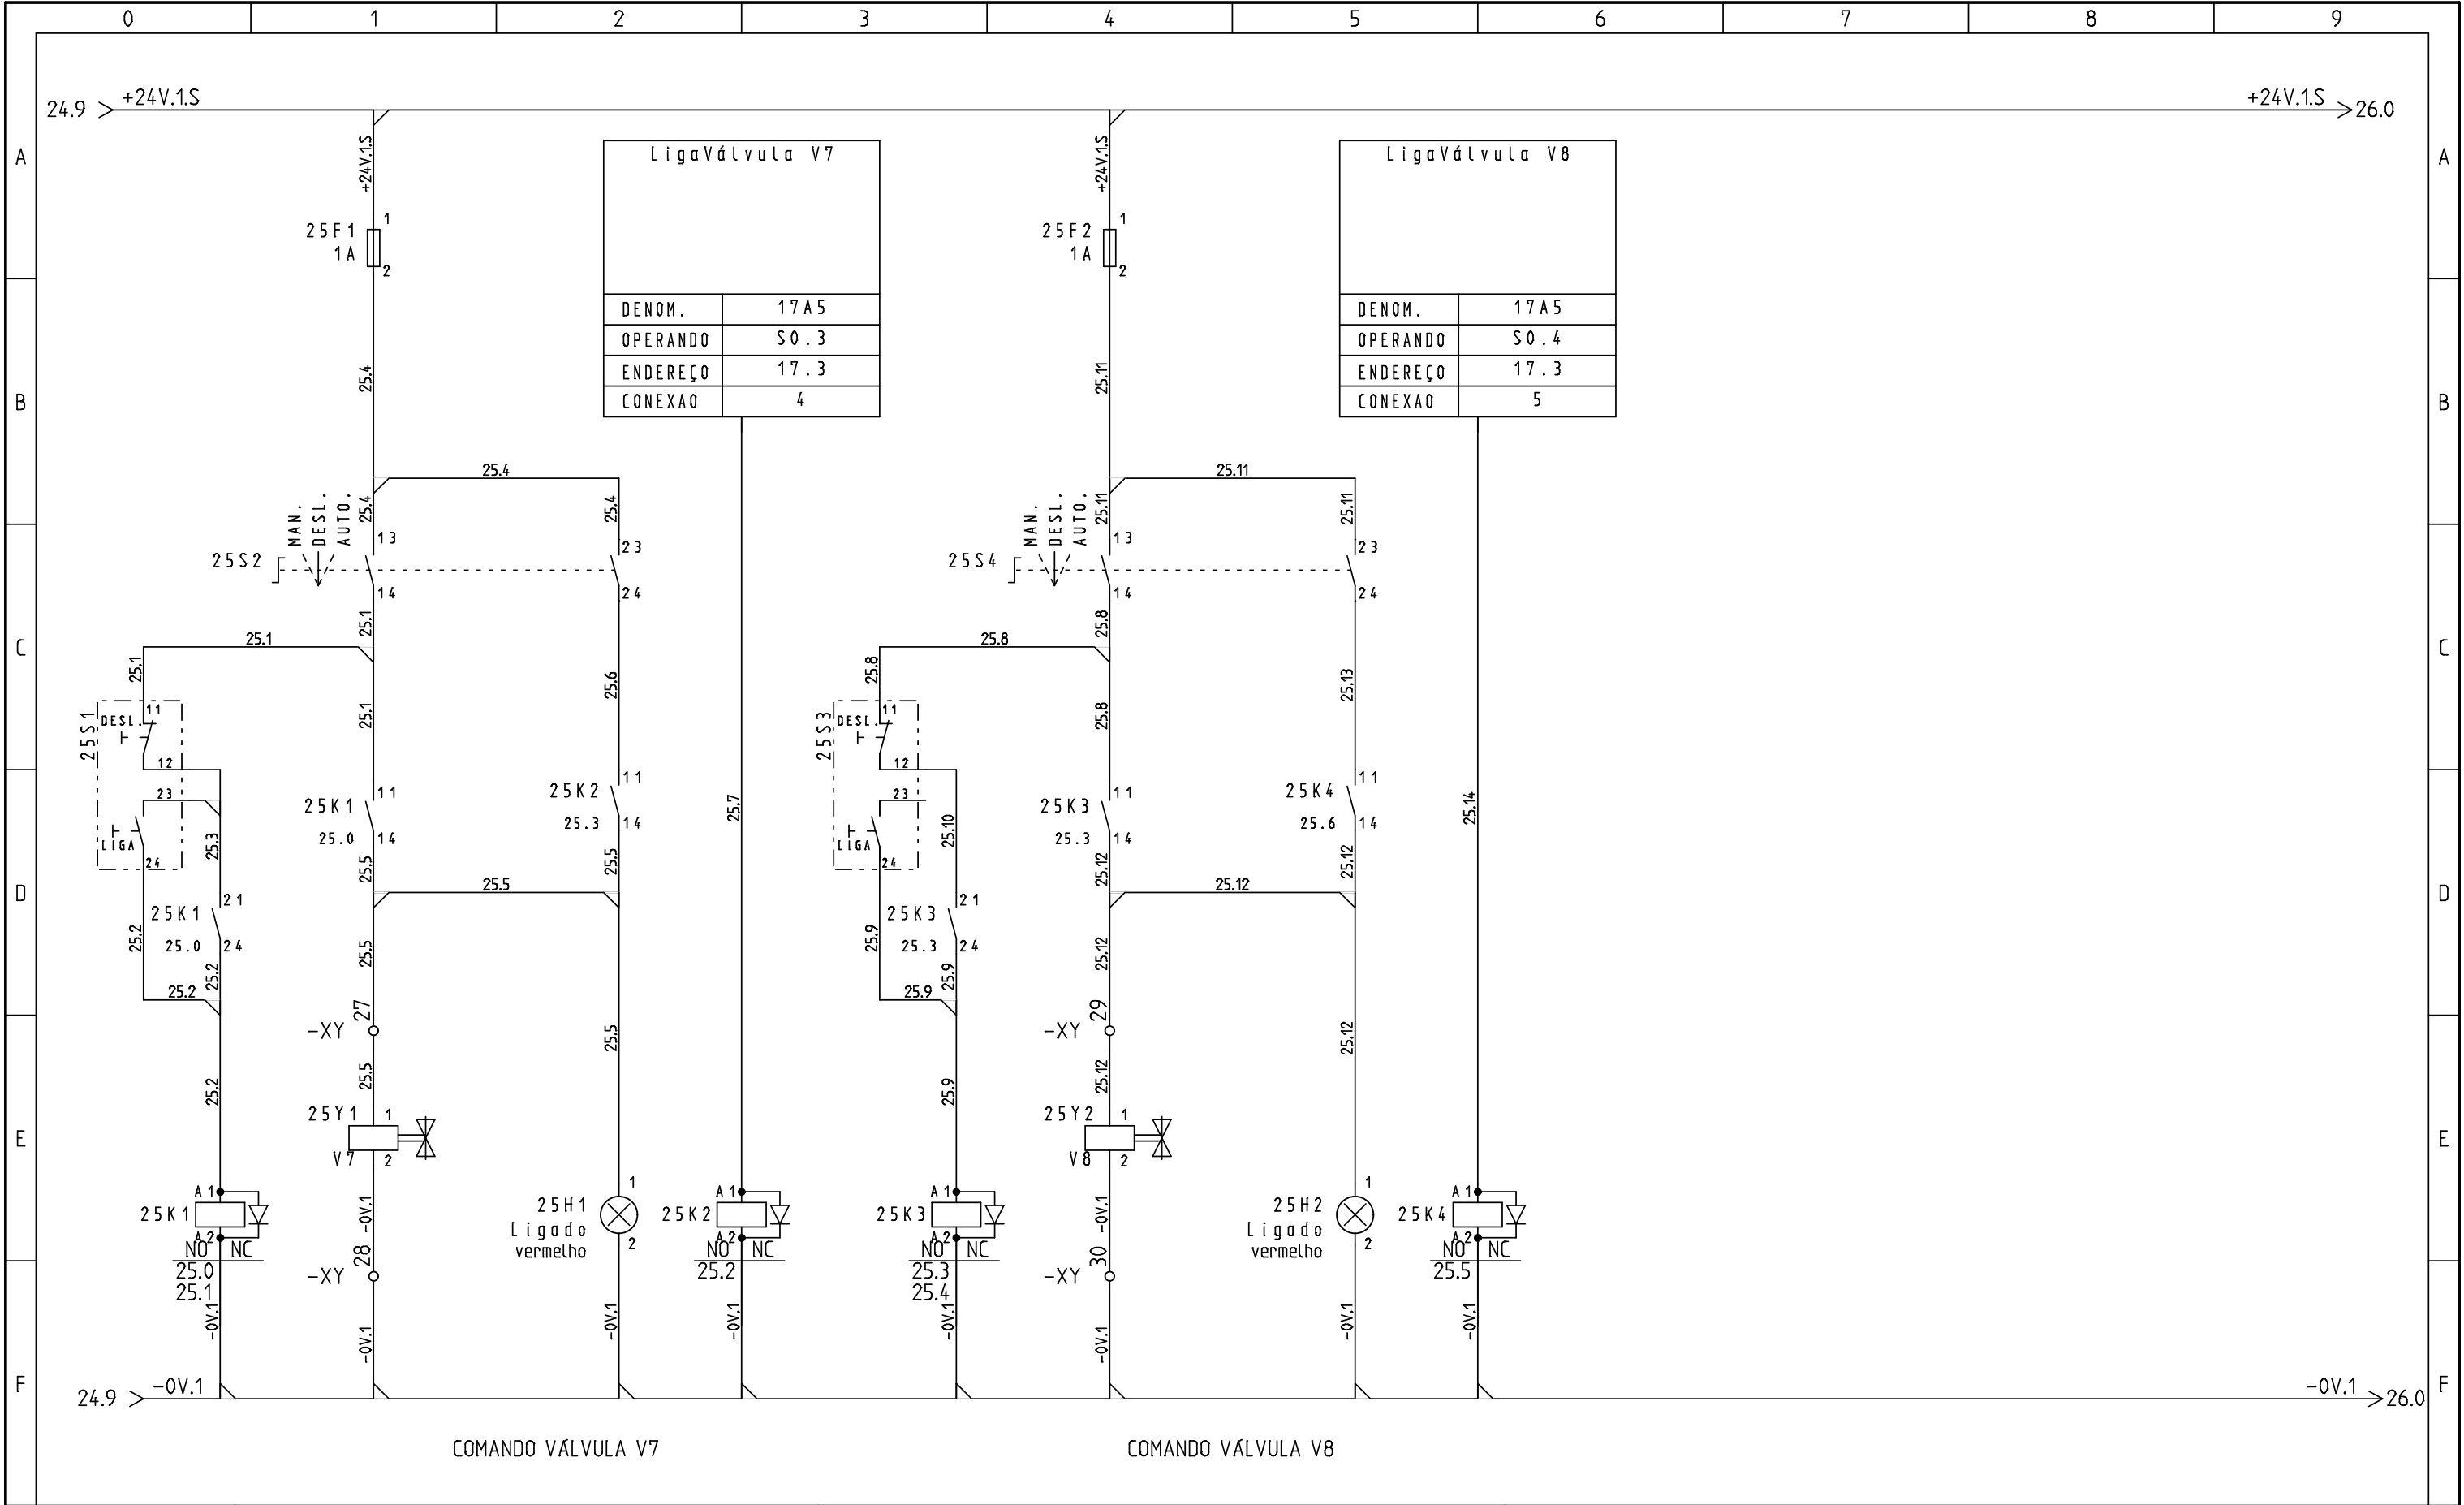 0 1 2 3 4 5 6 7 8 9
24.9 +24V.1.S
+24V.1.S 26.0
A
A
B
B
C
C
D
D
E
E
F
F
+24V.1.S
25F1
1A
1
2
25.4
LigaVálvula V7
DENOM. 17A5
OPERANDO S0.3
ENDEREÇO 17.3
CONEXAO 4
25.4
25.4
25.4
MAN.
DESL.
AUTO.
25S2
13
14
23
24
25.1
25.1
25.1
25.1
25.6
25S1
DESL.
11
12
23
LIGA
24
25.3
25K1
25.0
11
14
25K2
25.3
11
14
25.7
25.5
25.5
25.5
25K1
25.0
21
24
25.2
25.2
25.2
25.5
27
-XY
25.5
25.5
25.2
25Y1
V7
1
2
A1
25K1
A2
NO NC
25.0
25.1
-0V.1
-0V.1
28
-XY
-0V.1
25H1
Ligado
vermelho
1
2
-0V.1
A1
25K2
A2
NO NC
25.2
-0V.1
+24V.1.S
25F2
1A
1
2
25.11
LigaVálvula V8
DENOM. 17A5
OPERANDO S0.4
ENDEREÇO 17.3
CONEXAO 5
25.11
25.11
25.11
MAN.
DESL.
AUTO.
25S4
13
14
23
24
25.8
25.8
25.8
25.8
25.13
25S3
DESL.
11
12
23
LIGA
24
25.10
25K3
25.3
11
14
25K4
25.6
11
14
25.14
25.12
25.12
25.12
25K3
25.3
21
24
25.9
25.9
25.9
25.12
29
-XY
25.12
25.12
25.9
25Y2
V8
1
2
A1
25K3
A2
NO NC
25.3
25.4
-0V.1
-0V.1
30
-XY
-0V.1
25H2
Ligado
vermelho
1
2
-0V.1
A1
25K4
A2
NO NC
25.5
-0V.1
24.9 -0V.1
-0V.1 26.0
COMANDO VÁLVULA V7
COMANDO VÁLVULA V8